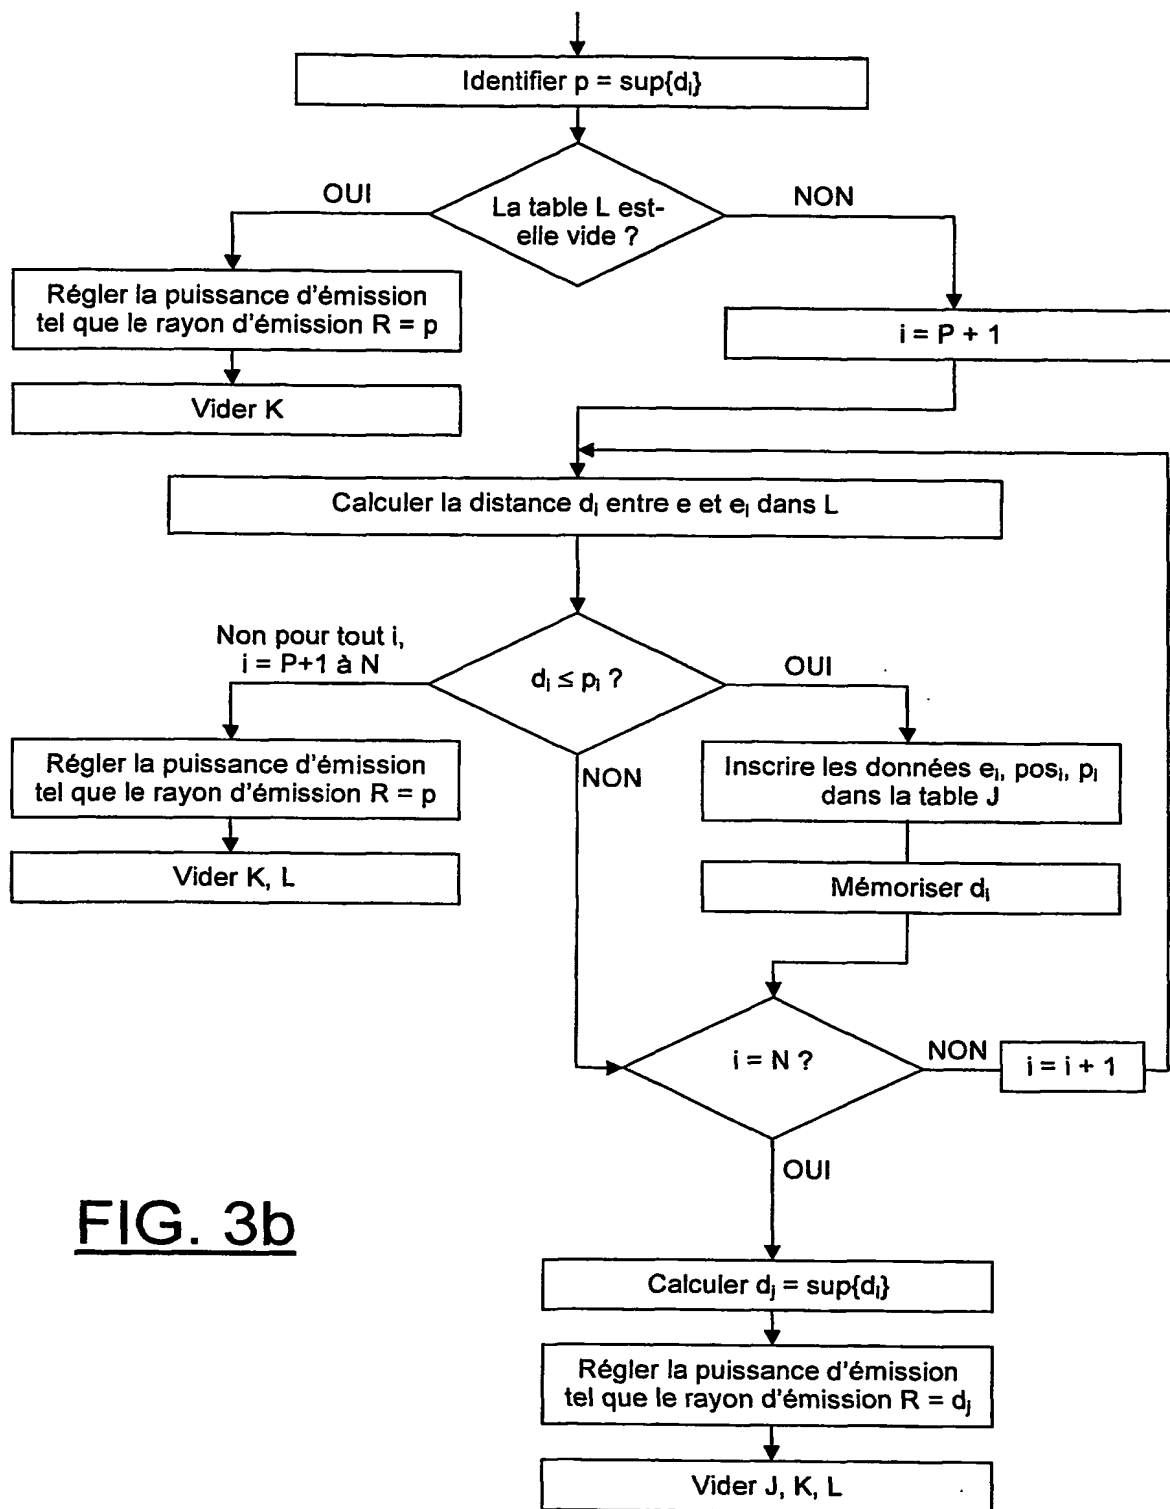 Identifier p = sup{dᵢ}
La table L est-
elle vide ?
OUI
NON
Régler la puissance d'émission
tel que le rayon d'émission R = p
Vider K
i = P + 1
Calculer la distance dᵢ entre e et eᵢ dans L
Non pour tout i,
i = P+1 à N
dᵢ ≤ pᵢ ?
OUI
NON
Régler la puissance d'émission
tel que le rayon d'émission R = p
Vider K, L
Inscrire les données eᵢ, posᵢ, pᵢ
dans la table J
Mémoriser dᵢ
i = N ?
NON
i = i + 1
OUI
Calculer dⱼ = sup{dᵢ}
Régler la puissance d'émission
tel que le rayon d'émission R = dⱼ
Vider J, K, L
FIG. 3b